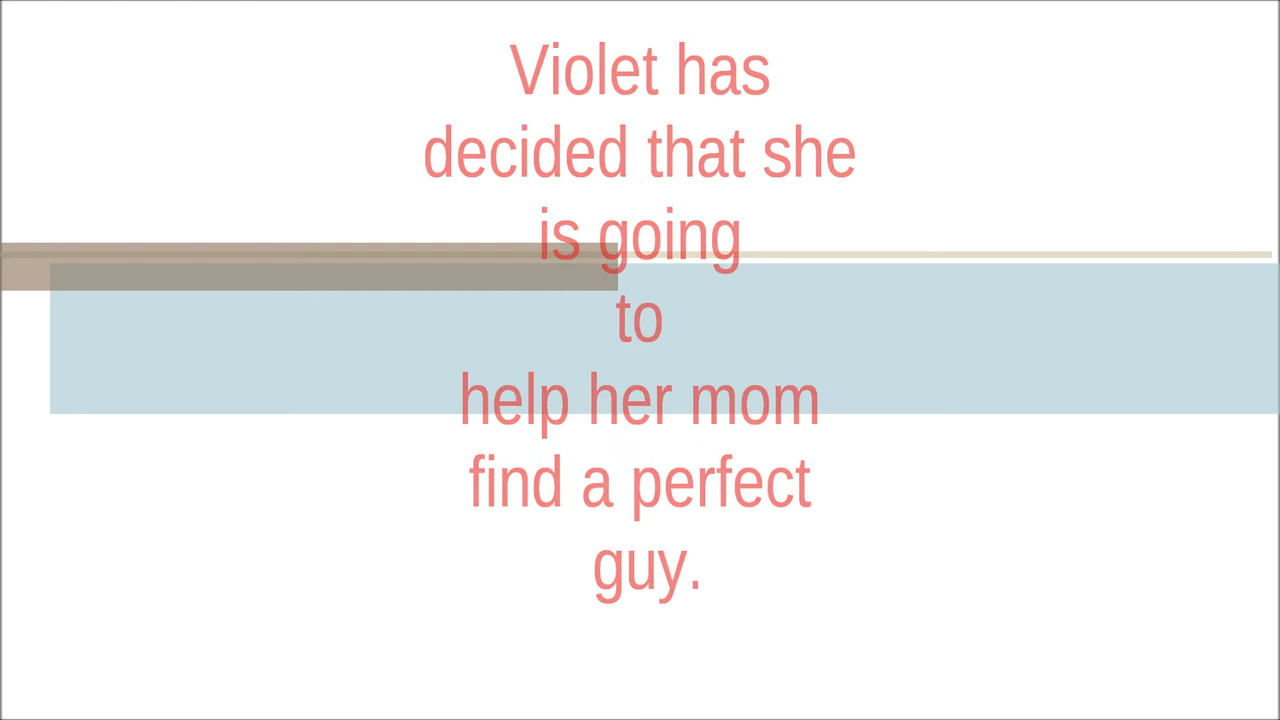 Violet has
decided that she
is going
to
help her mom
find a perfect
guy.